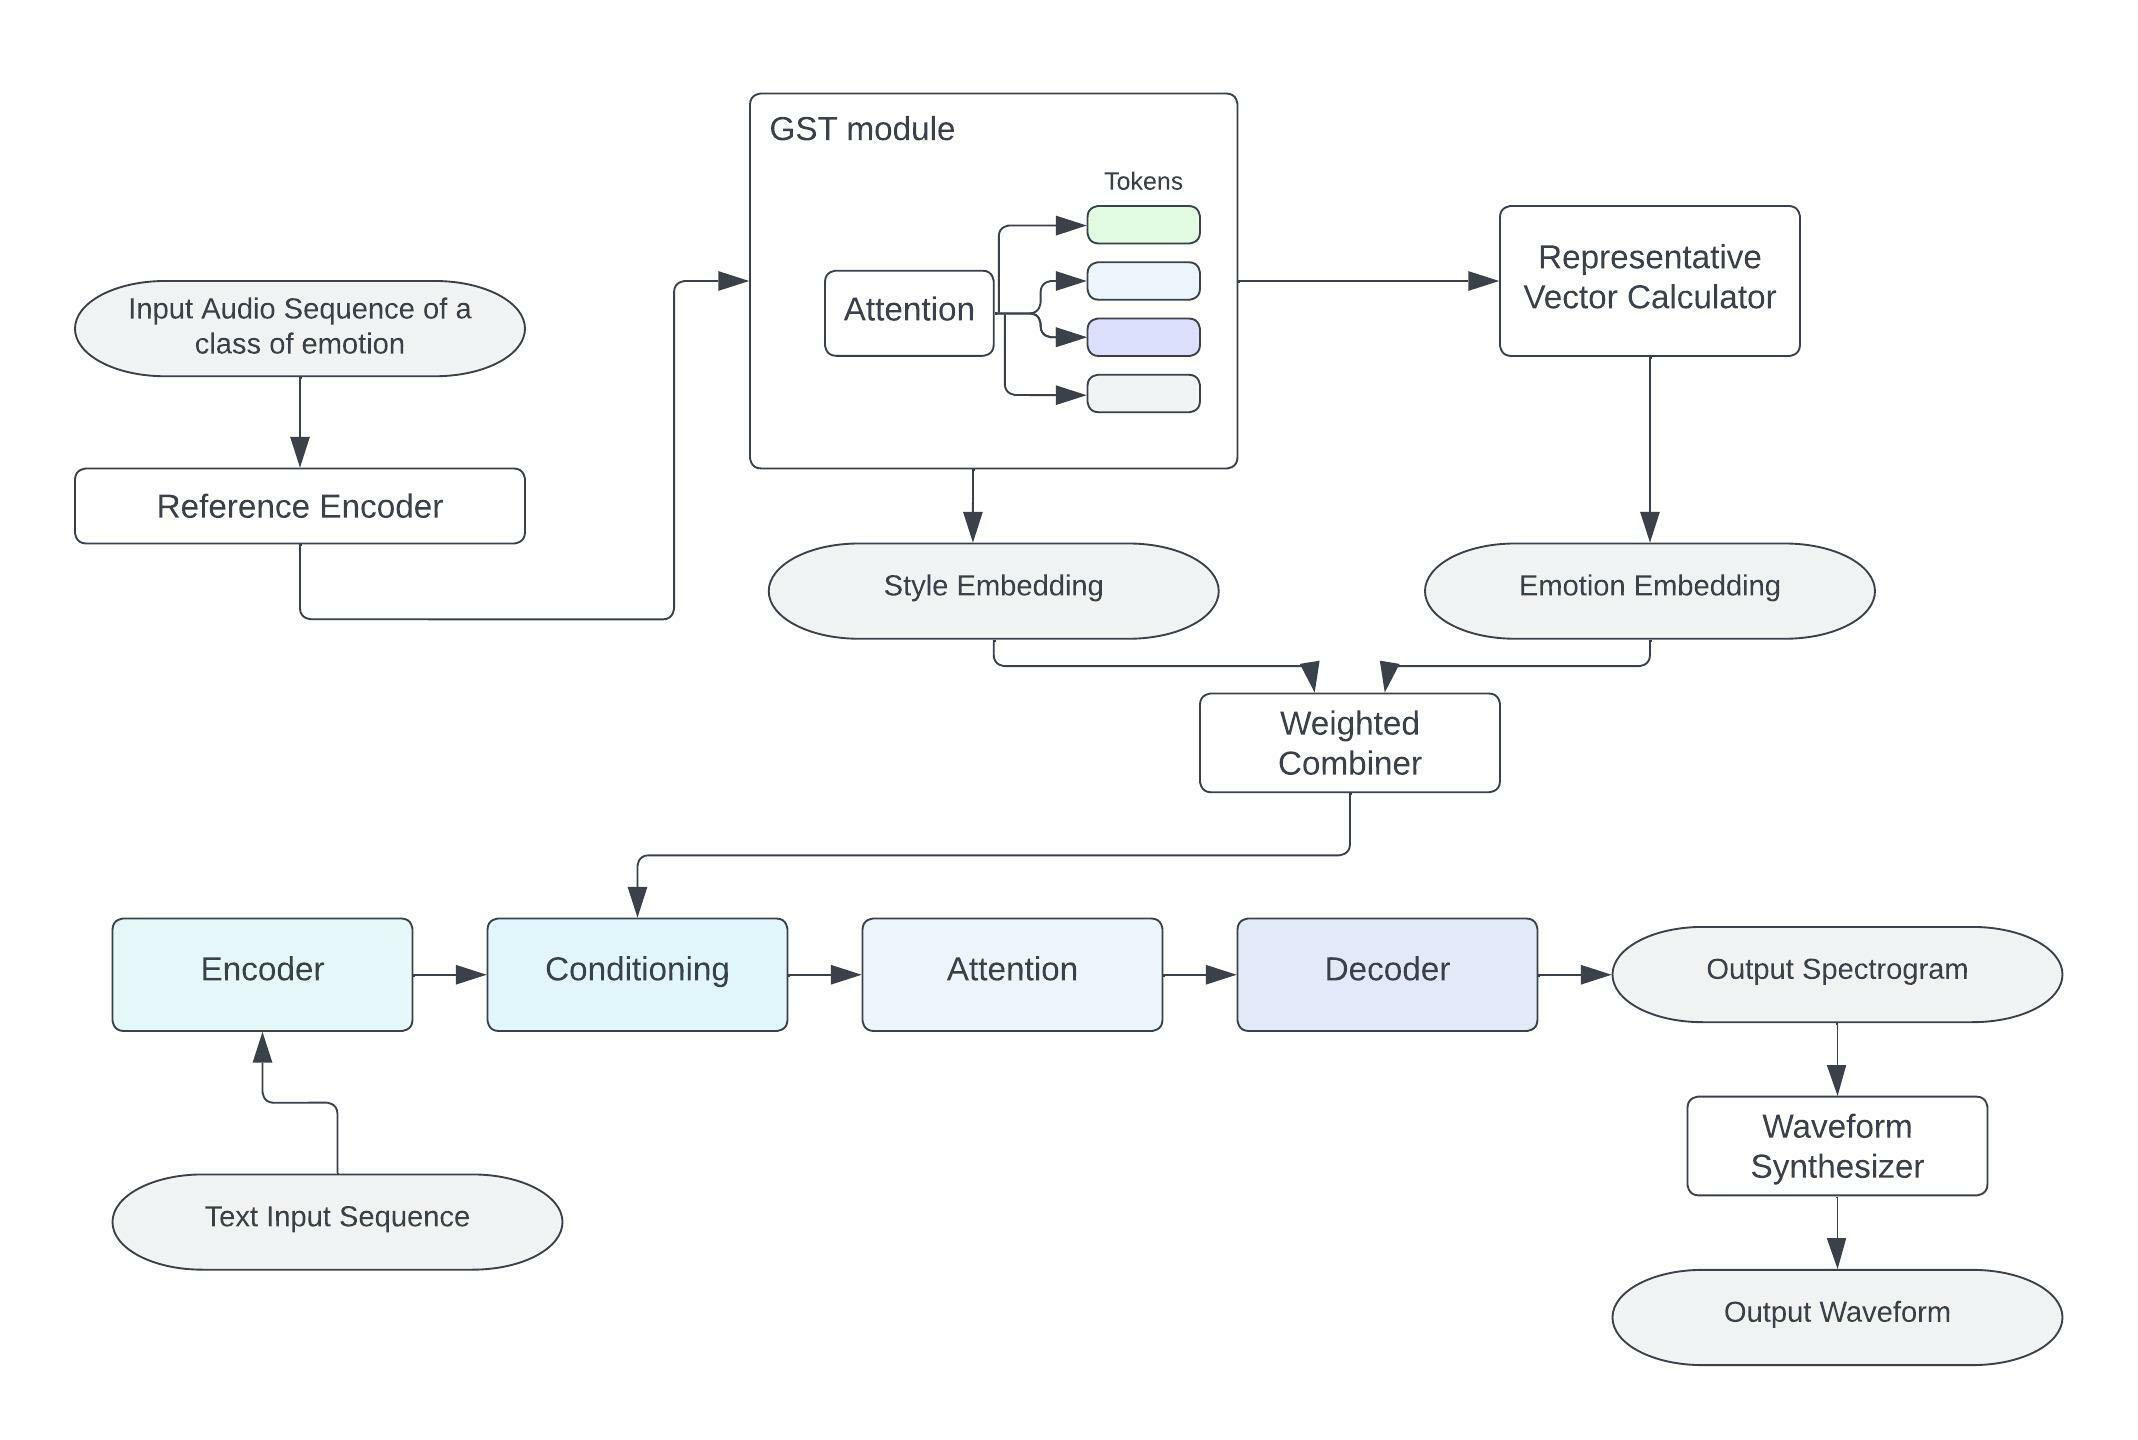 GST module
Tokens
Attention
Representative
Vector Calculator
Input Audio Sequence of a
class of emotion
Reference Encoder
Style Embedding
Emotion Embedding
Weighted
Combiner
Encoder
Conditioning
Attention
Decoder
Output Spectrogram
Waveform
Synthesizer
Text Input Sequence
Output Waveform